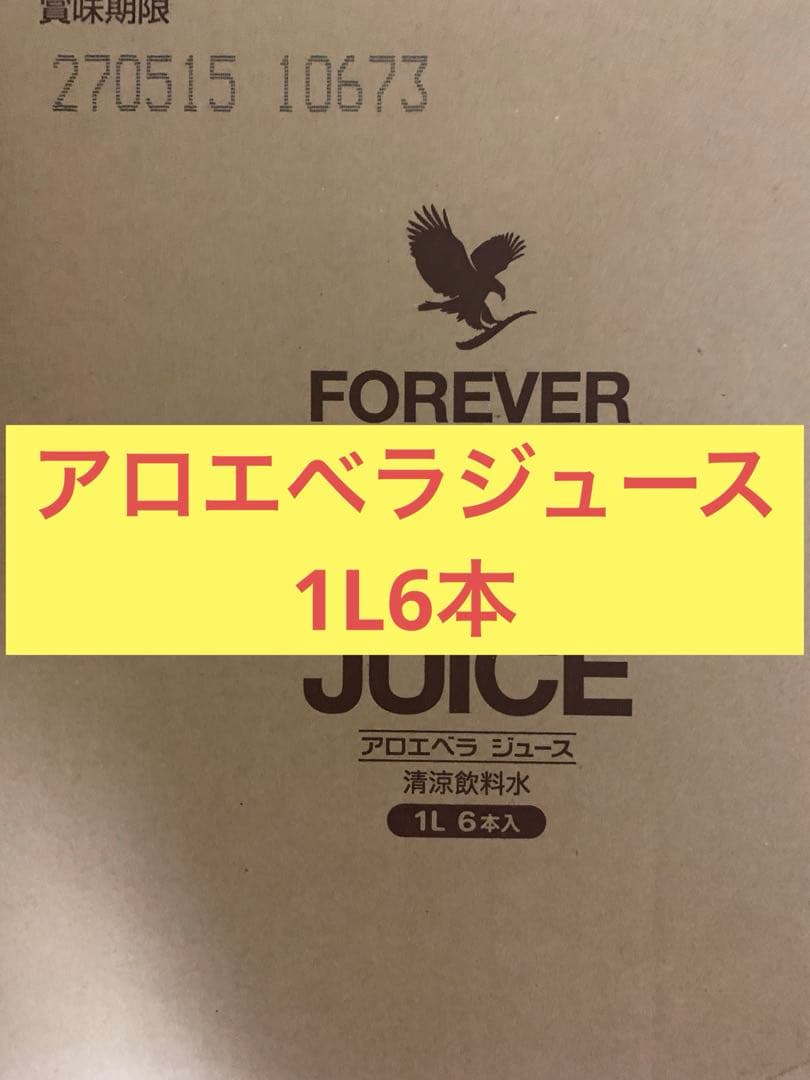 賞味期限
270515 10673
FOREVER
アロエベラジュース
1L6本
JUICE
アロエベラ ジュース
清涼飲料水
1L 6本入